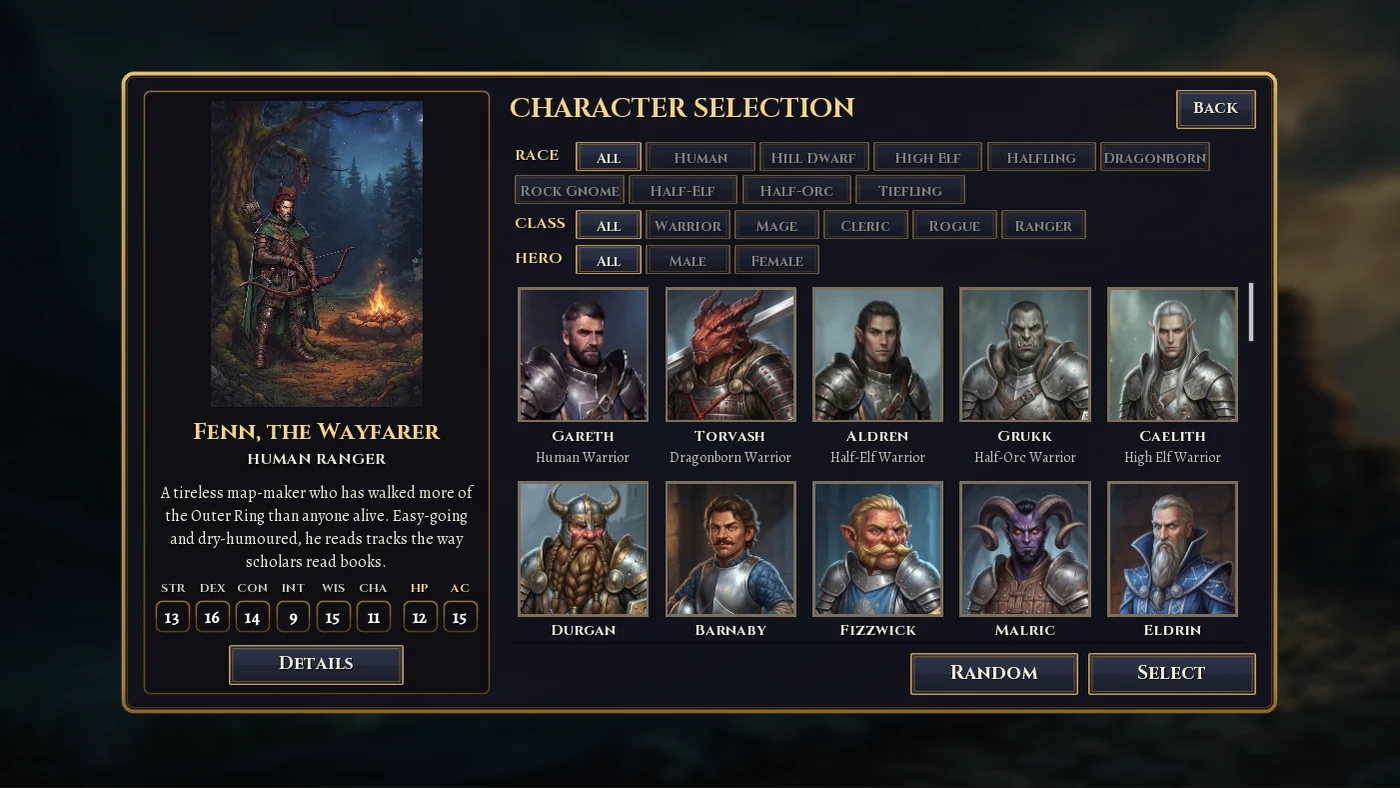 CHARACTER SELECTION
BACK
RACE ALL HUMAN HILL DWARF HIGH ELF HALFLING DRAGONBORN
ROCK GNOME HALF-ELF HALF-ORC TIEFLING
CLASS ALL WARRIOR MAGE CLERIC ROGUE RANGER
HERO ALL MALE FEMALE
FENN, THE WAYFARER
HUMAN RANGER
A tireless map-maker who has walked more of
the Outer Ring than anyone alive. Easy-going
and dry-humoured, he reads tracks the way
scholars read books.
STR DEX CON INT WIS CHA HP AC
13 16 14 9 15 11 12 15
DETAILS
GARETH TORVASH ALDREN GRUKK CAELITH
Human Warrior Dragonborn Warrior Half-Elf Warrior Half-Orc Warrior High Elf Warrior
DURGAN BARNABY FIZZWICK MALRIC ELDRIN
RANDOM SELECT